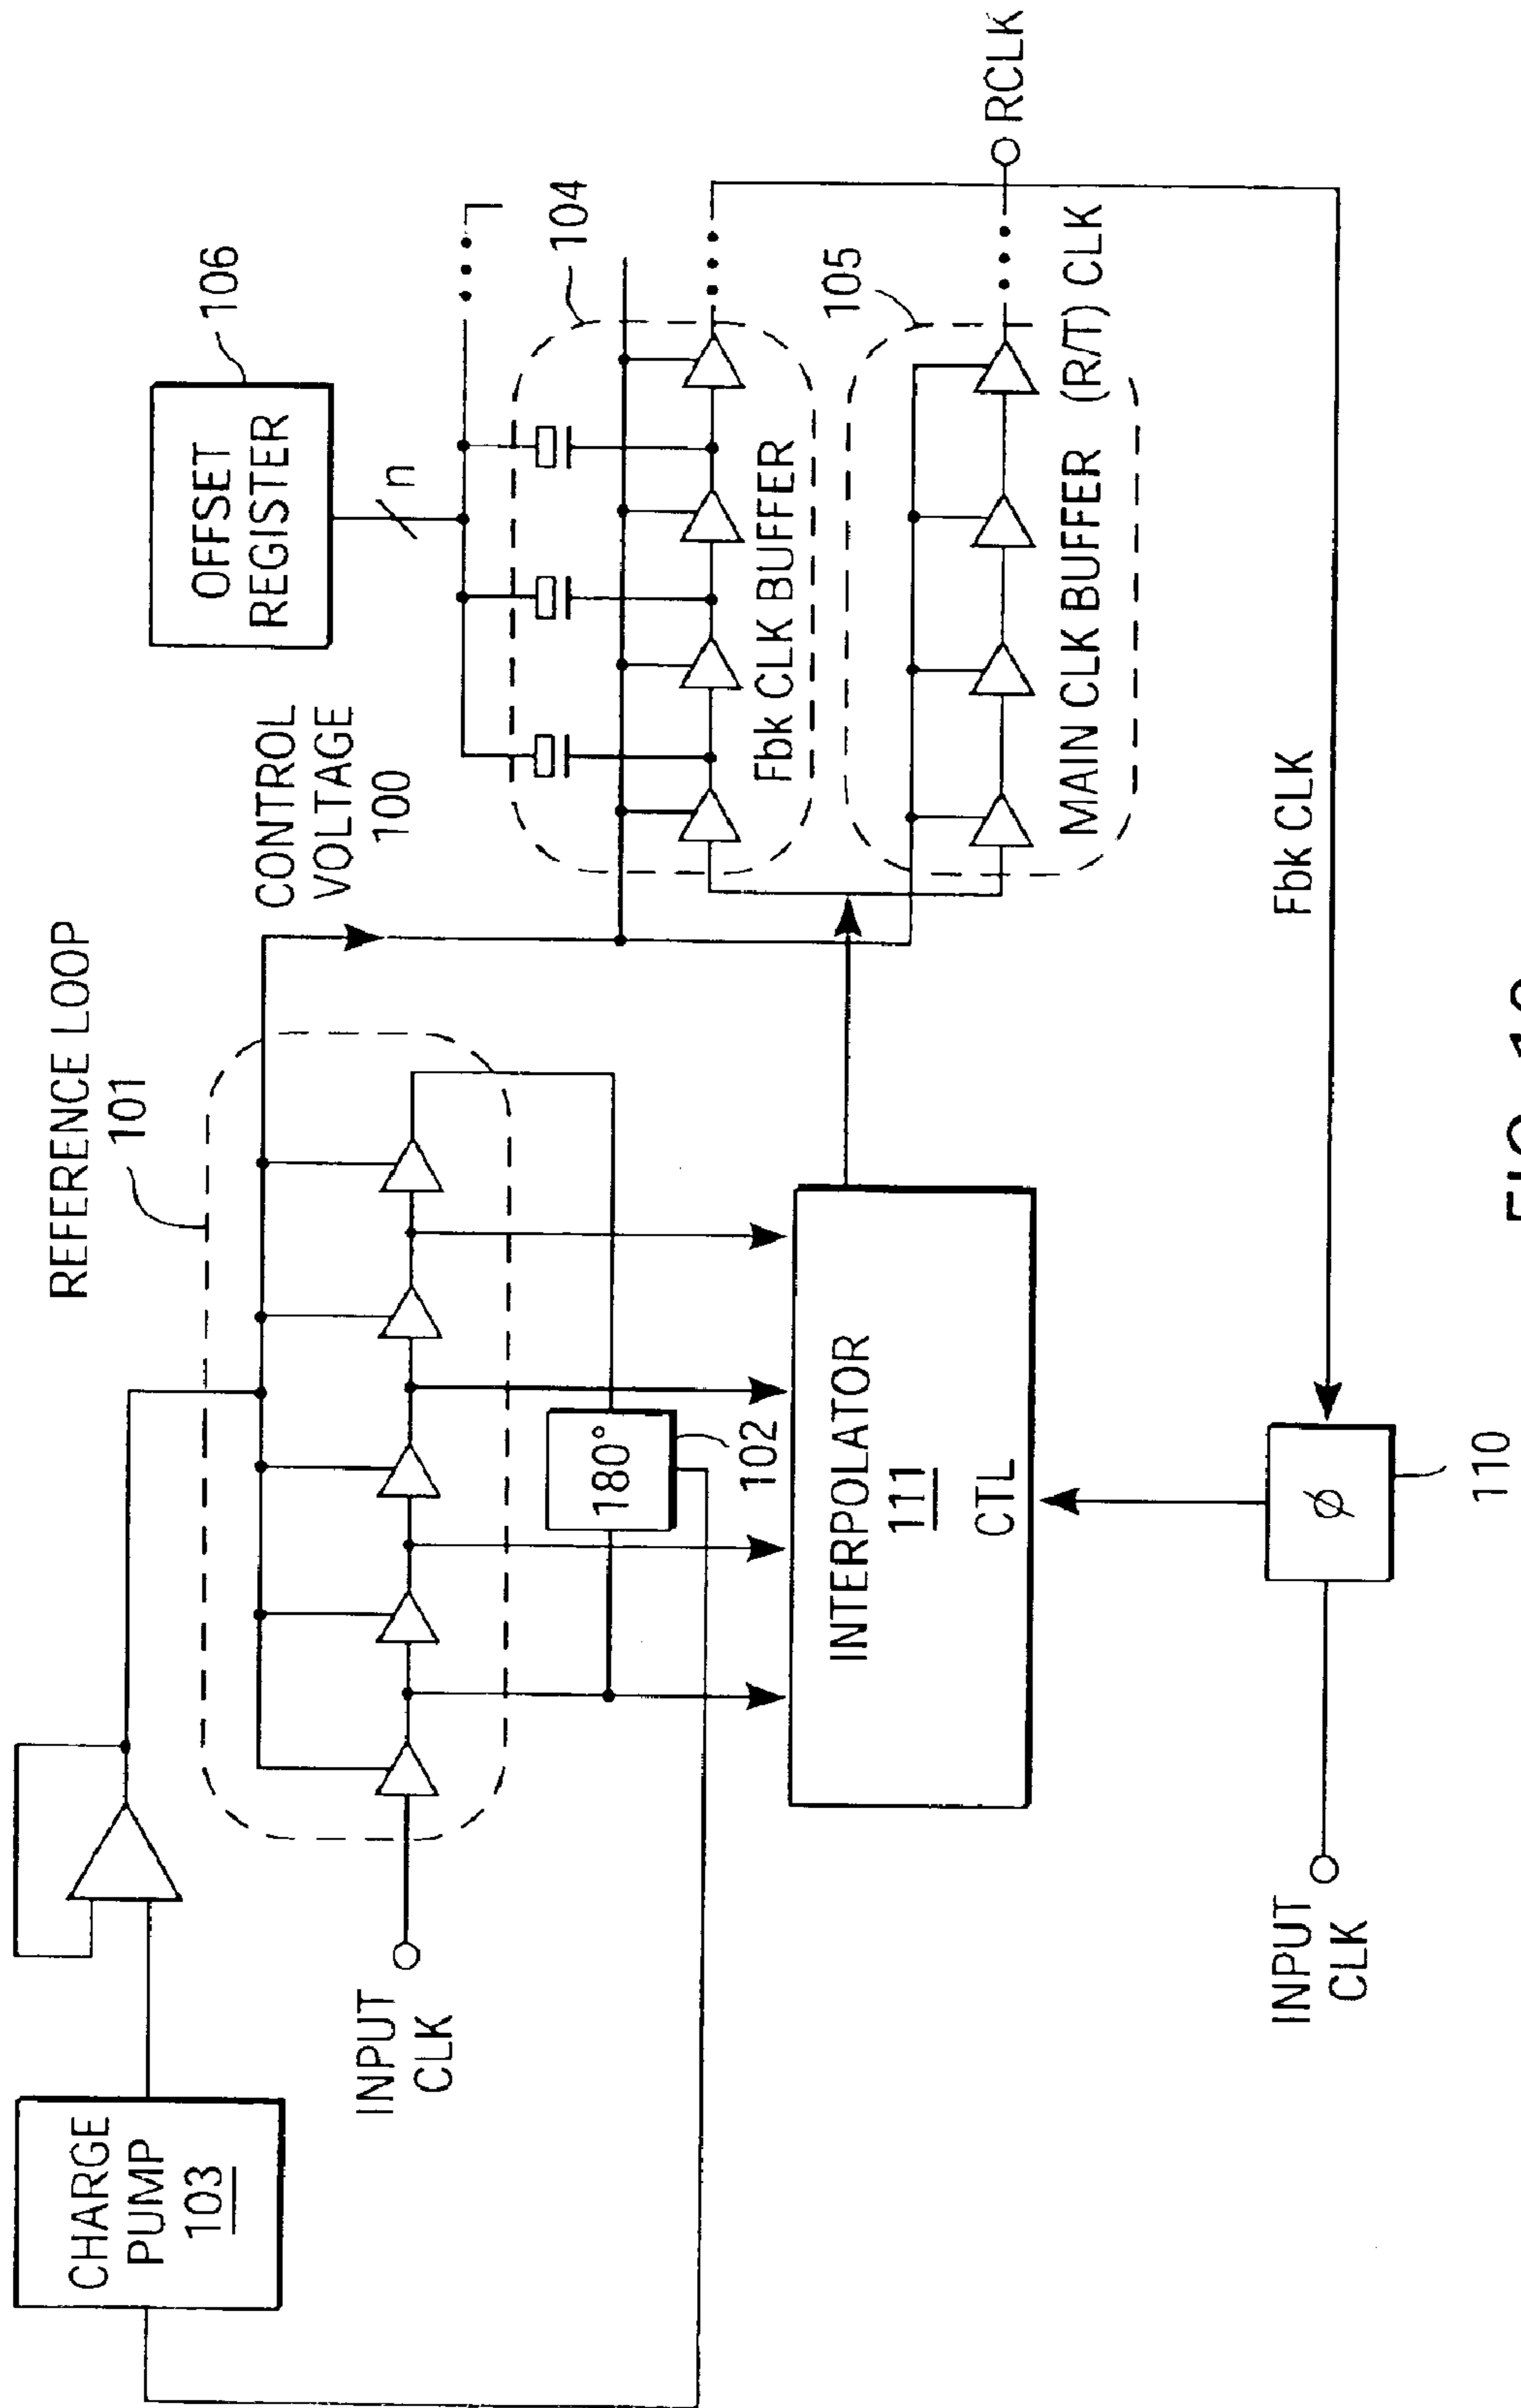 REFERENCE LOOP
101
CONTROL
VOLTAGE
100
OFFSET
REGISTER
106
n
CHARGE
PUMP
103
INPUT
CLK
180°
102
104
Fbk CLK BUFFER
105
MAIN CLK BUFFER (R/T) CLK
RCLK
INTERPOLATOR
111
CTL
Fbk CLK
INPUT
CLK
ϕ
110